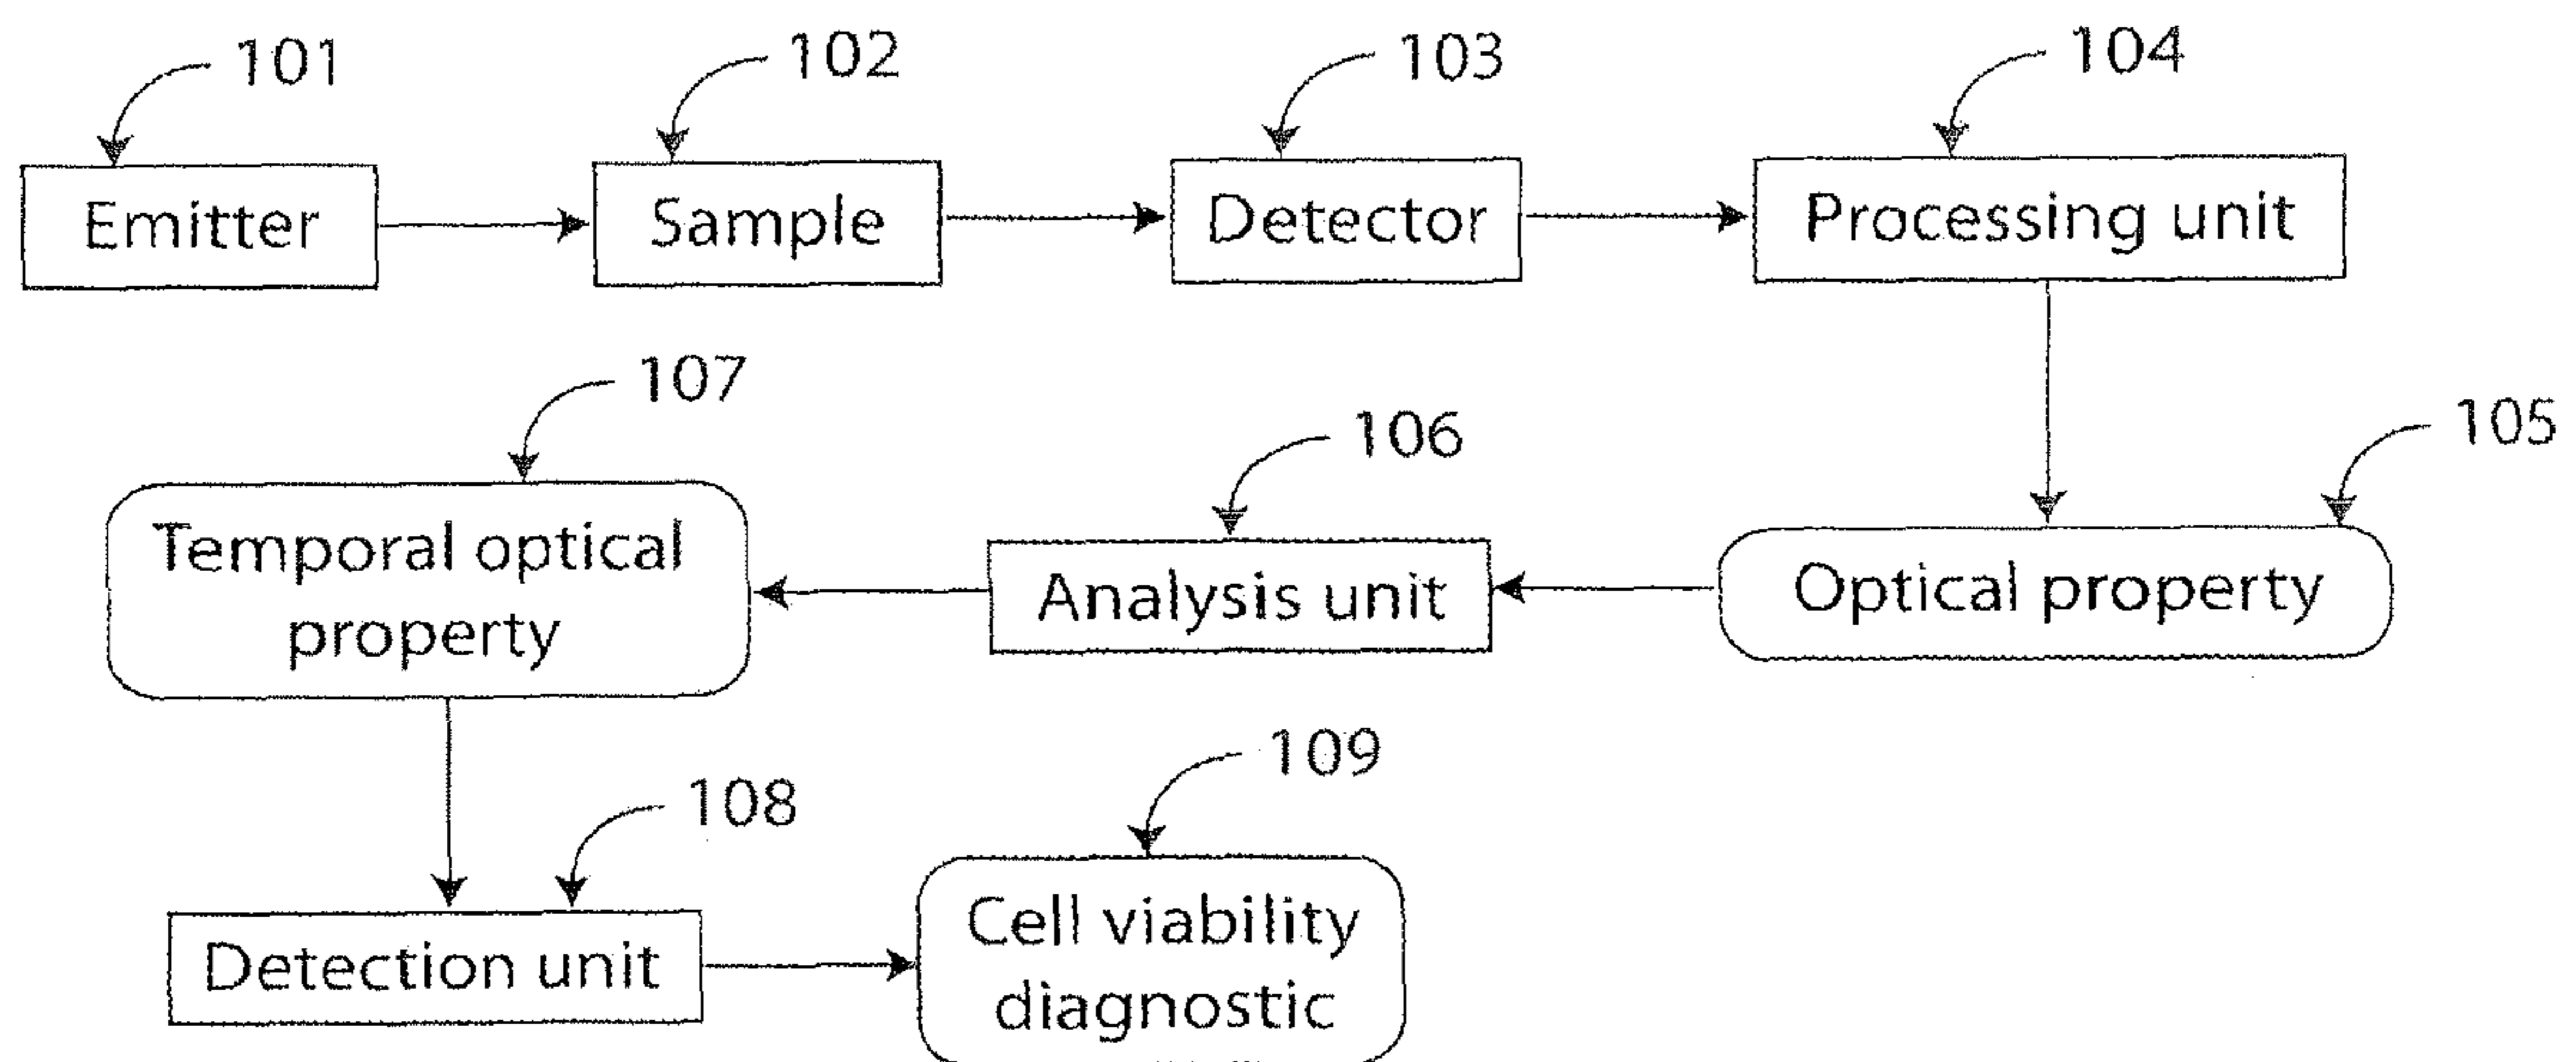 101
102
103
104
Emitter
Sample
Detector
Processing unit
107
106
105
Temporal optical
property
Analysis unit
Optical property
108
109
Detection unit
Cell viability
diagnostic